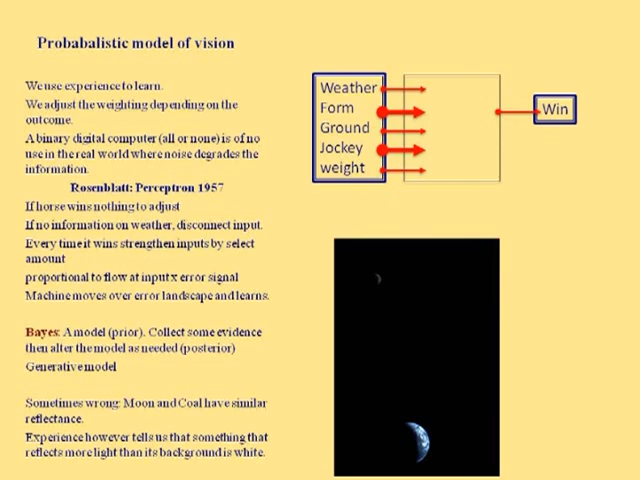 Probabalistic model of vision
We use experience to learn.
We adjust the weighting depending on the
outcome.
A binary digital computer (all or none) is of no
use in the real world where noise degrades the
information.
Rosenblatt: Perceptron 1957
If horse wins nothing to adjust
If no information on weather, disconnect input.
Every time it wins strengthen inputs by select
amount
proportional to flow at input x error signal
Machine moves over error landscape and learns.
Bayes: A model (prior). Collect some evidence
then alter the model as needed (posterior)
Generative model
Sometimes wrong: Moon and Coal have similar
reflectance.
Experience however tells us that something that
reflects more light than its background is white.
Weather
Form
Ground
Jockey
weight
Win